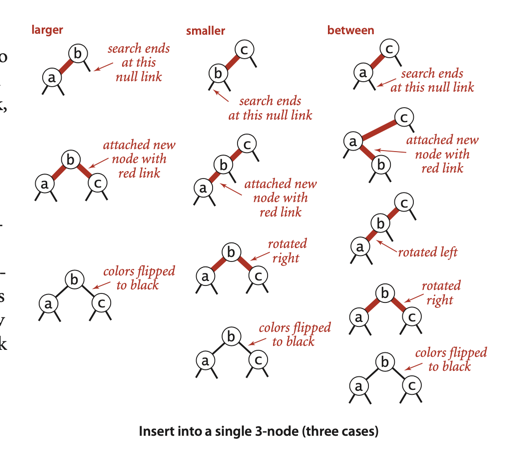 larger
b
a
search ends
at this
null link
attached new
node with
red link
b
a
c
colors flipped
to black
b
a
c
smaller
c
b
search ends
at this null link
c
b
a
attached new
node with
red link
rotated
right
b
a
c
colors flipped
to black
b
a
c
between
c
a
search ends
at this null link
c
a
b
attached new
node with
red link
c
b
a
rotated left
rotated
right
b
a
c
colors flipped
to black
b
a
c
Insert into a single 3-node (three cases)